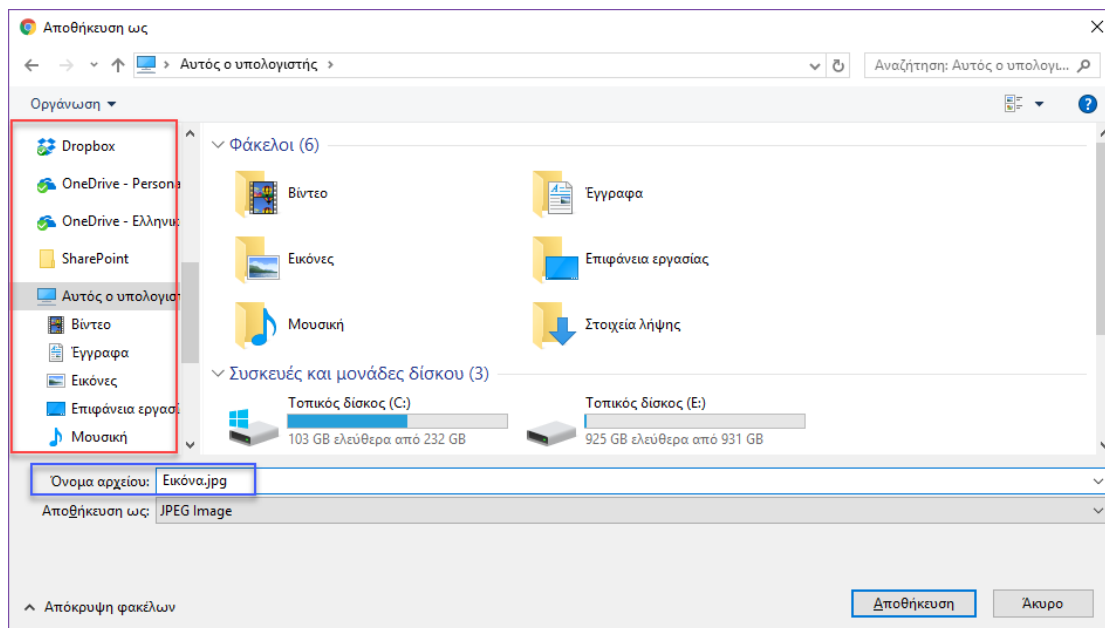 Αποθήκευση ως
Αυτός ο υπολογιστής
Αναζήτηση: Αυτός ο υπολογι...
Οργάνωση
Dropbox
OneDrive - Persona
OneDrive - Ελληνικ
SharePoint
Αυτός ο υπολογιστ
Βίντεο
Έγγραφα
Εικόνες
Επιφάνεια εργασί
Μουσική
Φάκελοι (6)
Βίντεο
Έγγραφα
Εικόνες
Επιφάνεια εργασίας
Μουσική
Στοιχεία λήψης
Συσκευές και μονάδες δίσκου (3)
Τοπικός δίσκος (C:)
103 GB ελεύθερα από 232 GB
Τοπικός δίσκος (E:)
925 GB ελεύθερα από 931 GB
Όνομα αρχείου: Εικόνα.jpg
Αποθήκευση ως: JPEG Image
Απόκρυψη φακέλων
Αποθήκευση
Άκυρο